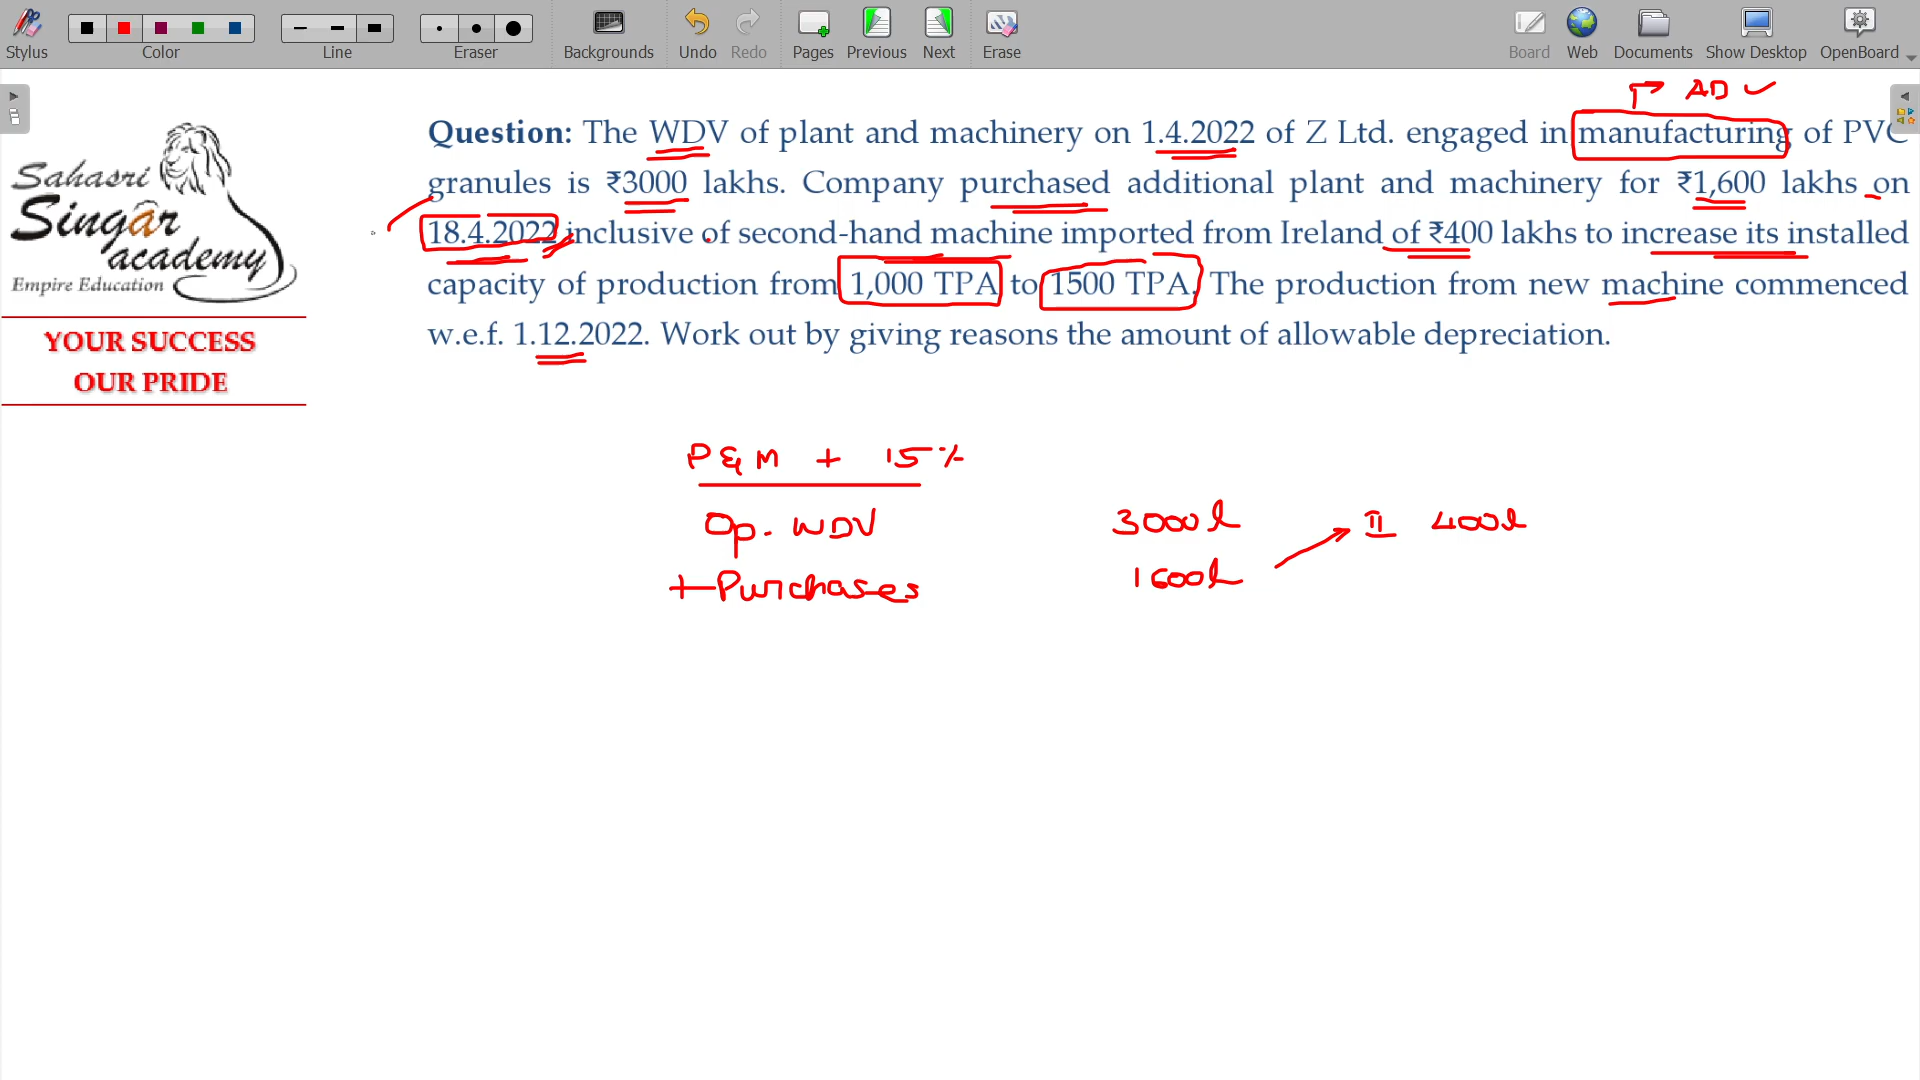 Stylus Color Line Eraser Backgrounds Undo Redo Pages Previous Next Erase Board Web Documents Show Desktop OpenBoard
AD
Sahasri
Singar
academy
Empire Education
YOUR SUCCESS
OUR PRIDE
Question: The WDV of plant and machinery on 1.4.2022 of Z Ltd. engaged in manufacturing of PVC
granules is ₹3000 lakhs. Company purchased additional plant and machinery for ₹1,600 lakhs on
18.4.2022 inclusive of second-hand machine imported from Ireland of ₹400 lakhs to increase its installed
capacity of production from 1,000 TPA to 1500 TPA. The production from new machine commenced
w.e.f. 1.12.2022. Work out by giving reasons the amount of allowable depreciation.
P&M + 15%
Op. WDV 3000l II 400l
+Purchases 1600l